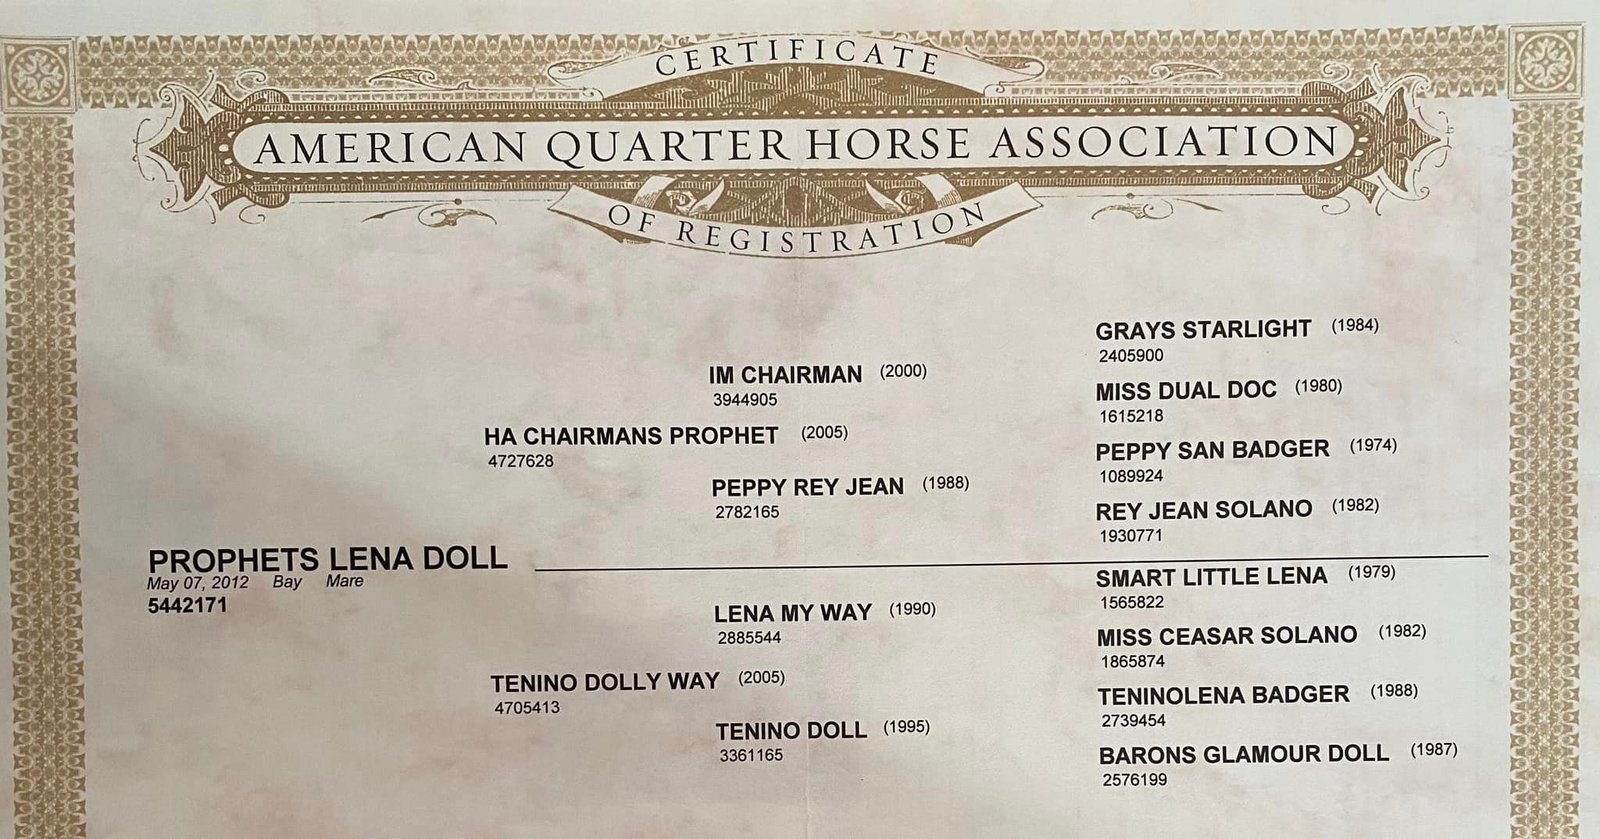 CERTIFICATE
AMERICAN QUARTER HORSE ASSOCIATION
OF REGISTRATION
GRAYS STARLIGHT (1984)
2405900
IM CHAIRMAN (2000)
3944905
MISS DUAL DOC (1980)
1615218
HA CHAIRMANS PROPHET (2005)
4727628
PEPPY SAN BADGER (1974)
1089924
PEPPY REY JEAN (1988)
2782165
REY JEAN SOLANO (1982)
1930771
PROPHETS LENA DOLL
May 07, 2012 Bay Mare
5442171
SMART LITTLE LENA (1979)
1565822
LENA MY WAY (1990)
2885544
MISS CEASAR SOLANO (1982)
1865874
TENINO DOLLY WAY (2005)
4705413
TENINOLENA BADGER (1988)
2739454
TENINO DOLL (1995)
3361165
BARONS GLAMOUR DOLL (1987)
2576199